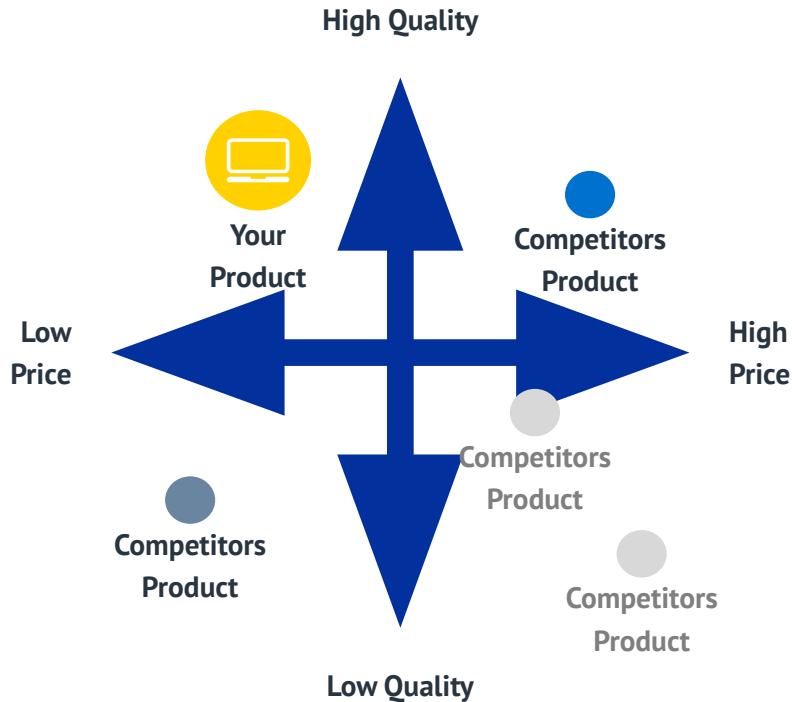 High Quality
Your
Product
Competitors
Product
Low
Price
High
Price
Competitors
Product
Competitors
Product
Competitors
Product
Low Quality